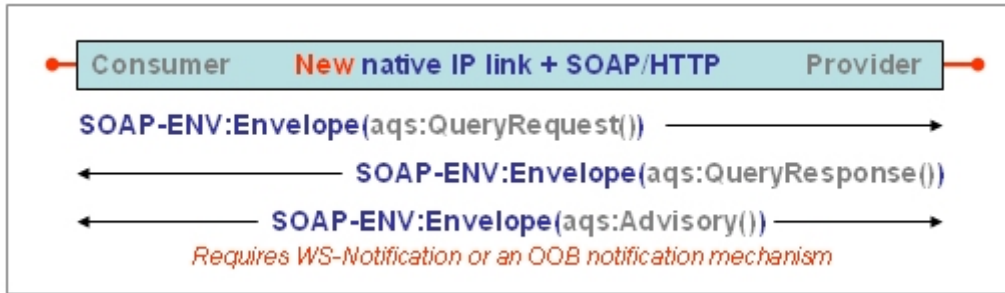 Consumer New native IP link + SOAP/HTTP Provider
SOAP-ENV:Envelope(aqs:QueryRequest())
SOAP-ENV:Envelope(aqs:QueryResponse())
SOAP-ENV:Envelope(aqs:Advisory())
Requires WS-Notification or an OOB notification mechanism